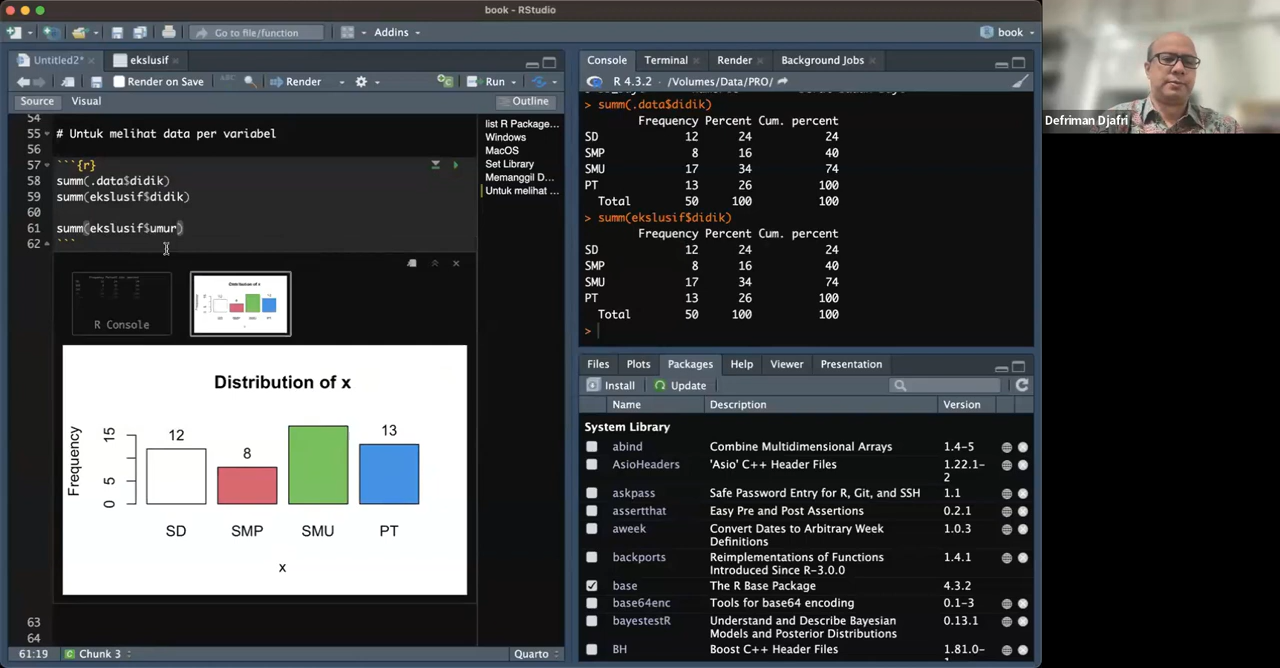 book - RStudio
Go to file/function
Addins
book
Untitled2*
ekslusif
Render on Save
ABC
Render
Run
Source
Visual
Outline
54
55 # Untuk melihat data per variabel
56
57 ```{r}
58 summ(.data$didik)
59 summ(ekslusif$didik)
60
61 summ(ekslusif$umur)
62 ```
list R Package...
Windows
MacOS
Set Library
Memanggil D...
Untuk melihat ...
R Console
Distribution of x
Frequency
15
5
0
12
8
13
SD
SMP
SMU
PT
x
63
64
61:19
Chunk 3
Quarto
Console
Terminal
Render
Background Jobs
R 4.3.2 · /Volumes/Data/PRO/
> summ(.data$didik)
Frequency Percent Cum. percent
SD 12 24 24
SMP 8 16 40
SMU 17 34 74
PT 13 26 100
Total 50 100 100
> summ(ekslusif$didik)
Frequency Percent Cum. percent
SD 12 24 24
SMP 8 16 40
SMU 17 34 74
PT 13 26 100
Total 50 100 100
>
Files
Plots
Packages
Help
Viewer
Presentation
Install
Update
Name
Description
Version
System Library
abind Combine Multidimensional Arrays 1.4-5
AsioHeaders 'Asio' C++ Header Files 1.22.1-
2
askpass Safe Password Entry for R, Git, and SSH 1.1
assertthat Easy Pre and Post Assertions 0.2.1
aweek Convert Dates to Arbitrary Week 1.0.3
Definitions
backports Reimplementations of Functions 1.4.1
Introduced Since R-3.0.0
base The R Base Package 4.3.2
base64enc Tools for base64 encoding 0.1-3
bayestestR Understand and Describe Bayesian 0.13.1
Models and Posterior Distributions
BH Boost C++ Header Files 1.81.0-
Defriman Djafri